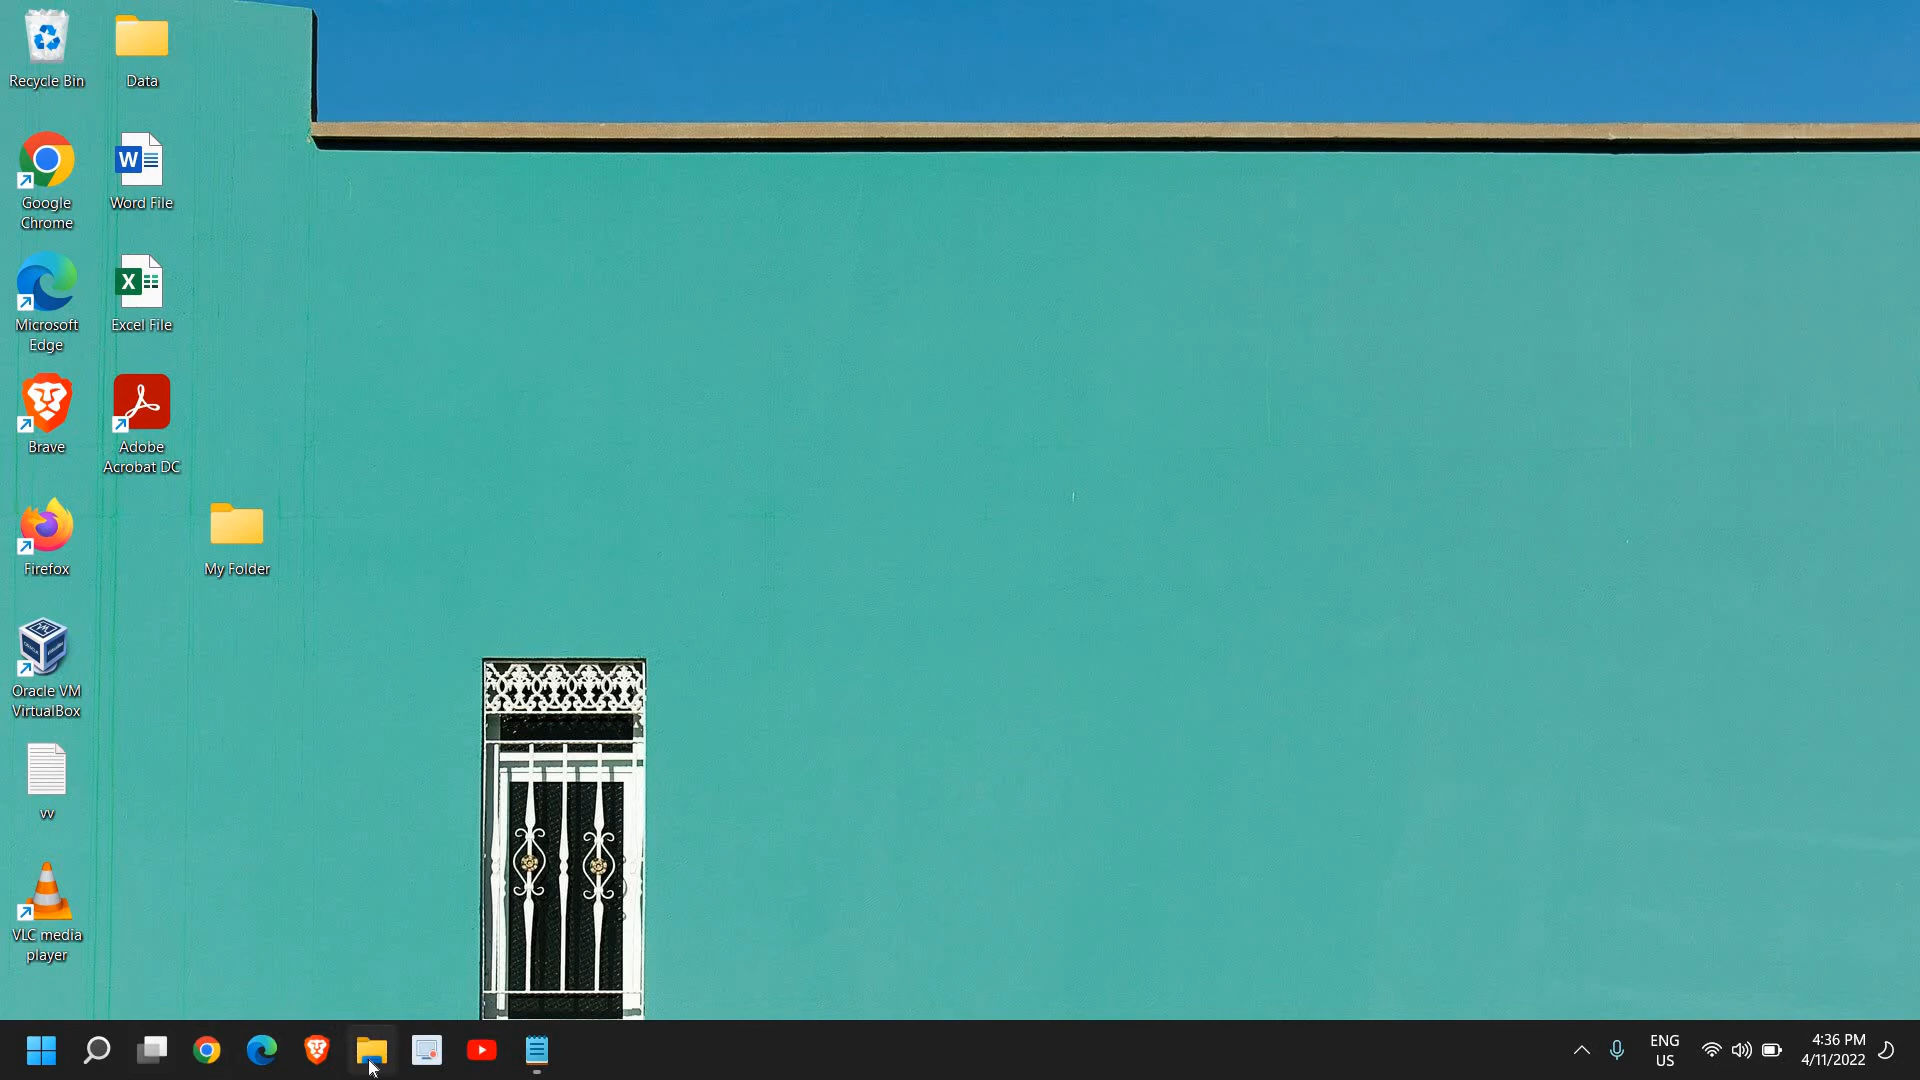 Recycle Bin
Data
Google
Chrome
Word File
Microsoft
Edge
Excel File
Brave
Adobe
Acrobat DC
Firefox
My Folder
Oracle VM
VirtualBox
vv
VLC media
player
ENG
US
4:36 PM
4/11/2022